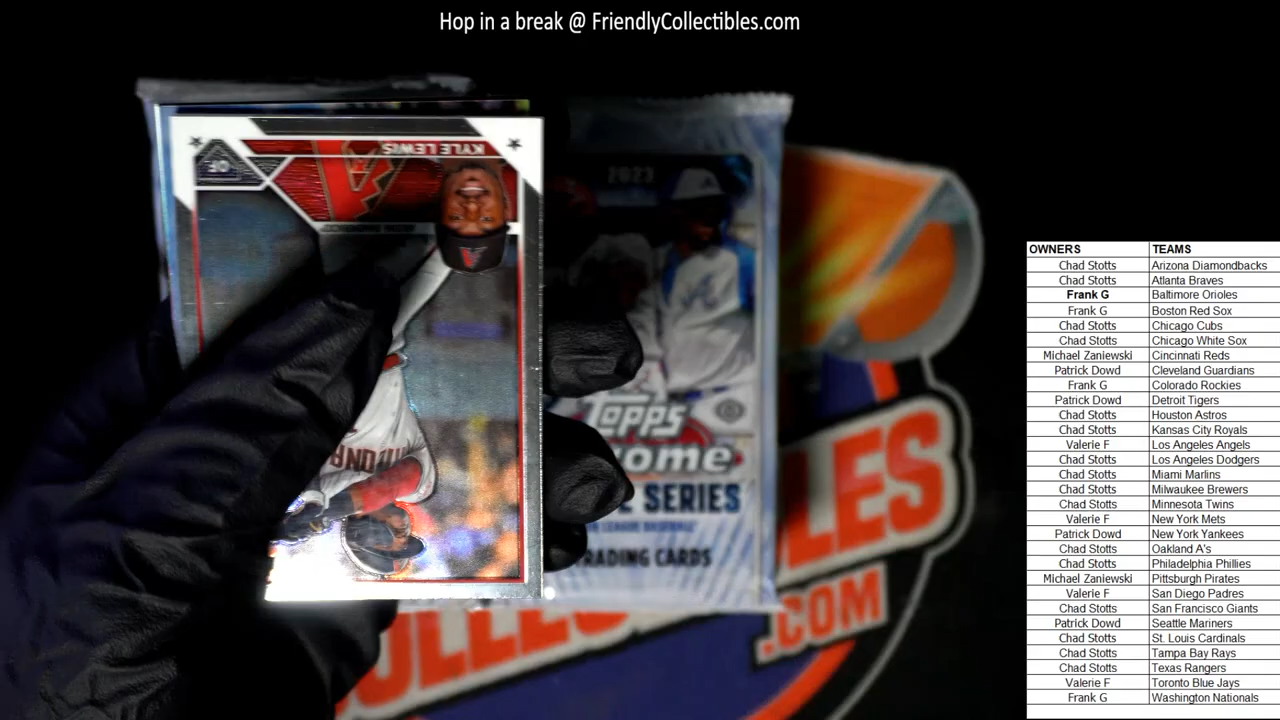 Hop in a break @ FriendlyCollectibles.com
KYLE LEWIS
OF
2023
Topps
SERIES
TRADING CARDS
.COM
OWNERS TEAMS
Chad Stotts Arizona Diamondbacks
Chad Stotts Atlanta Braves
Frank G Baltimore Orioles
Frank G Boston Red Sox
Chad Stotts Chicago Cubs
Chad Stotts Chicago White Sox
Michael Zaniewski Cincinnati Reds
Patrick Dowd Cleveland Guardians
Frank G Colorado Rockies
Patrick Dowd Detroit Tigers
Chad Stotts Houston Astros
Chad Stotts Kansas City Royals
Valerie F Los Angeles Angels
Chad Stotts Los Angeles Dodgers
Chad Stotts Miami Marlins
Chad Stotts Milwaukee Brewers
Chad Stotts Minnesota Twins
Valerie F New York Mets
Patrick Dowd New York Yankees
Chad Stotts Oakland A's
Chad Stotts Philadelphia Phillies
Michael Zaniewski Pittsburgh Pirates
Valerie F San Diego Padres
Chad Stotts San Francisco Giants
Patrick Dowd Seattle Mariners
Chad Stotts St. Louis Cardinals
Chad Stotts Tampa Bay Rays
Chad Stotts Texas Rangers
Valerie F Toronto Blue Jays
Frank G Washington Nationals